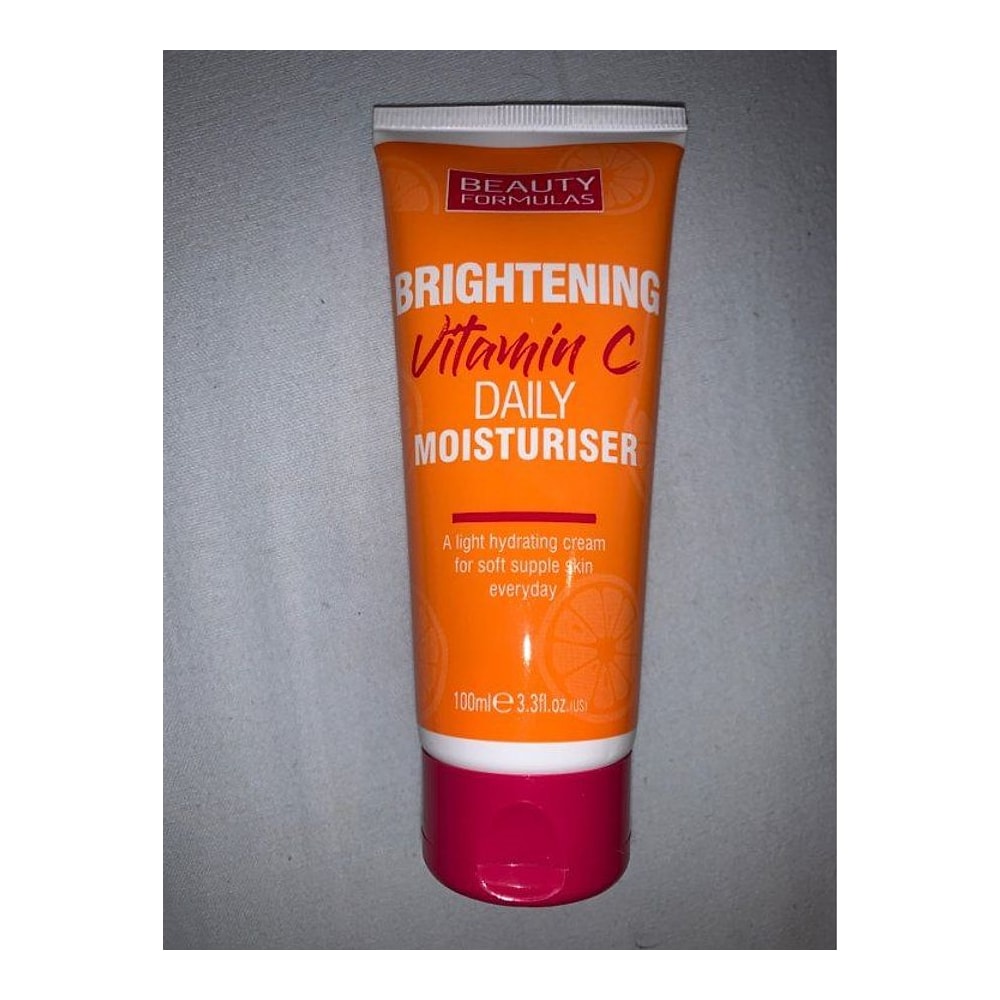 BEAUTY
FORMULAS
BRIGHTENING
Vitamin C
DAILY
MOISTURISER
A light hydrating cream
for soft supple skin
everyday
100ml℮3.3fl.oz.(US)